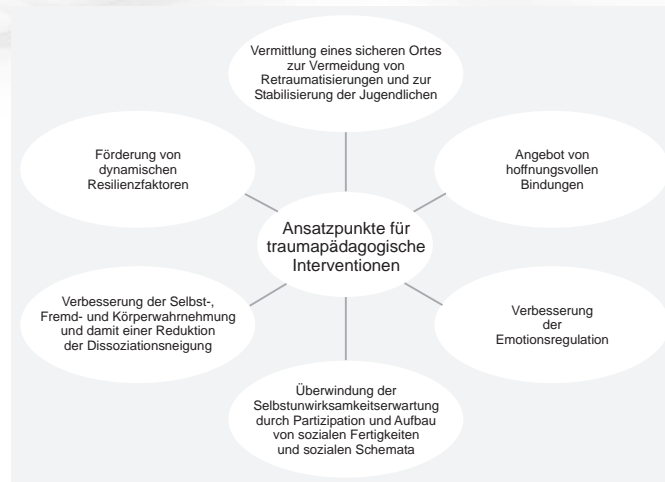 Vermittlung eines sicheren Ortes
zur Vermeidung von
Retraumatisierungen und zur
Stabilisierung der Jugendlichen
Förderung von
dynamischen
Resilienzfaktoren
Angebot von
hoffnungsvollen
Bindungen
Ansatzpunkte für
traumapädagogische
Interventionen
Verbesserung der Selbst-,
Fremd- und Körperwahrnehmung
und damit einer Reduktion
der Dissoziationsneigung
Verbesserung
der
Emotionsregulation
Überwindung der
Selbstunwirksamkeitserwartung
durch Partizipation und Aufbau
von sozialen Fertigkeiten
und sozialen Schemata